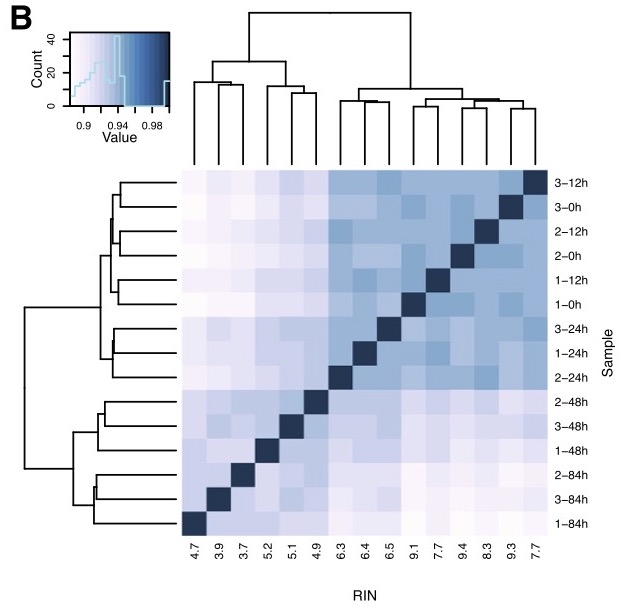 B
Count
0 20 40
0.9 0.94 0.98
Value
3−12h
3−0h
2−12h
2−0h
1−12h
1−0h
3−24h
1−24h
2−24h
2−48h
3−48h
1−48h
2−84h
3−84h
1−84h
Sample
4.7 3.9 3.7 5.2 5.1 4.9 6.3 6.4 6.5 9.1 7.7 9.4 8.3 9.3 7.7
RIN